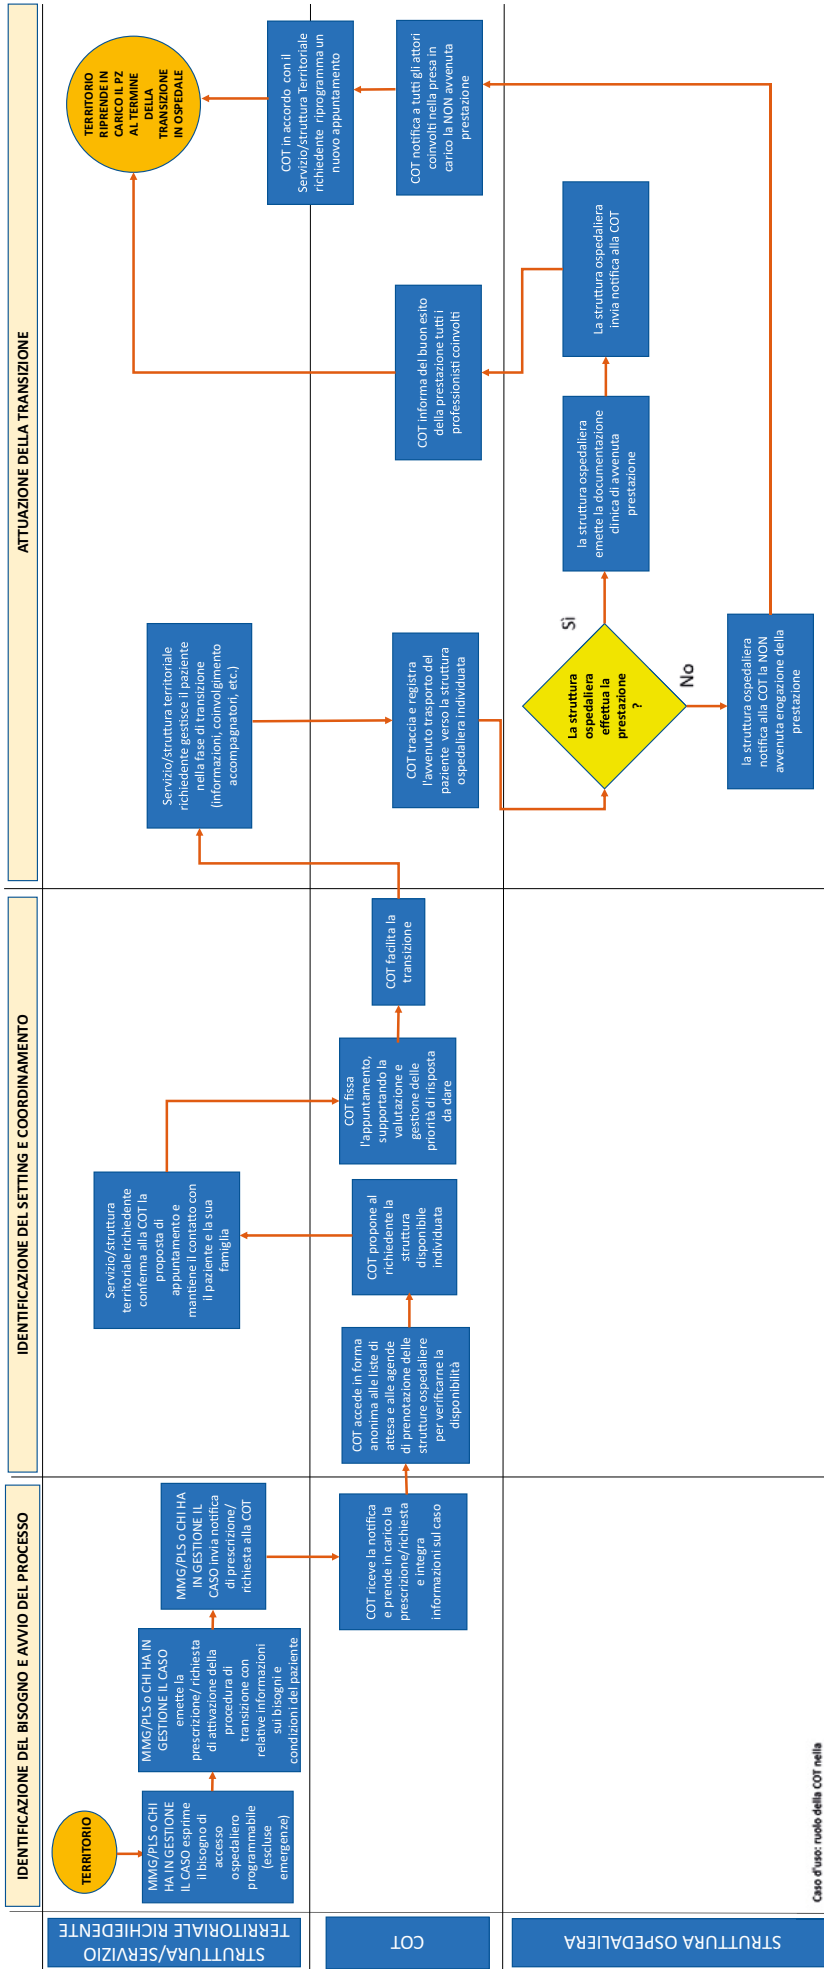 IDENTIFICAZIONE DEL BISOGNO E AVVIO DEL PROCESSO
IDENTIFICAZIONE DEL SETTING E COORDINAMENTO
ATTUAZIONE DELLA TRANSIZIONE
STRUTTURA/SERVIZIO
TERRITORIALE RICHIEDENTE
COT
STRUTTURA OSPEDALIERA
TERRITORIO
MMG/PLS o CHI
HA IN GESTIONE
IL CASO esprime
il bisogno di
accesso
ospedaliero
programmabile
(escluse
emergenze)
MMG/PLS o CHI HA IN
GESTIONE IL CASO
emette la
prescrizione/ richiesta
di attivazione della
procedura di
transizione con
relative informazioni
sui bisogni e
condizioni del paziente
MMG/PLS o CHI HA
IN GESTIONE IL
CASO invia notifica
di prescrizione/
richiesta alla COT
COT riceve la notifica
e prende in carico la
prescrizione/richiesta
e integra
informazioni sul caso
COT accede in forma
anonima alle liste di
attesa e alle agende
di prenotazione delle
strutture ospedaliere
per verificarne la
disponibilità
COT propone al
richiedente la
struttura
disponibile
individuata
Servizio/struttura
territoriale richiedente
conferma alla COT la
proposta di
appuntamento e
mantiene il contatto con
il paziente e la sua
famiglia
COT fissa
l'appuntamento,
supportando la
valutazione e
gestione delle
priorità di risposta
da dare
COT facilita la
transizione
Servizio/struttura territoriale
richiedente gestisce il paziente
nella fase di transizione
(informazioni, coinvolgimento
accompagnatori, etc.)
COT traccia e registra
l'avvenuto trasporto del
paziente verso la struttura
ospedaliera individuata
La struttura
ospedaliera
effettua la
prestazione
?
Sì
No
la struttura ospedaliera
emette la documentazione
clinica di avvenuta
prestazione
La struttura ospedaliera
invia notifica alla COT
COT informa del buon esito
della prestazione tutti i
professionisti coinvolti
la struttura ospedaliera
notifica alla COT la NON
avvenuta erogazione della
prestazione
COT notifica a tutti gli attori
coinvolti nella presa in
carico la NON avvenuta
prestazione
COT in accordo con il
Servizio/struttura Territoriale
richiedente riprogramma un
nuovo appuntamento
TERRITORIO
RIPRENDE IN
CARICO IL PZ
AL TERMINE
DELLA
TRANSIZIONE
IN OSPEDALE
Caso d'uso: ruolo della COT nella